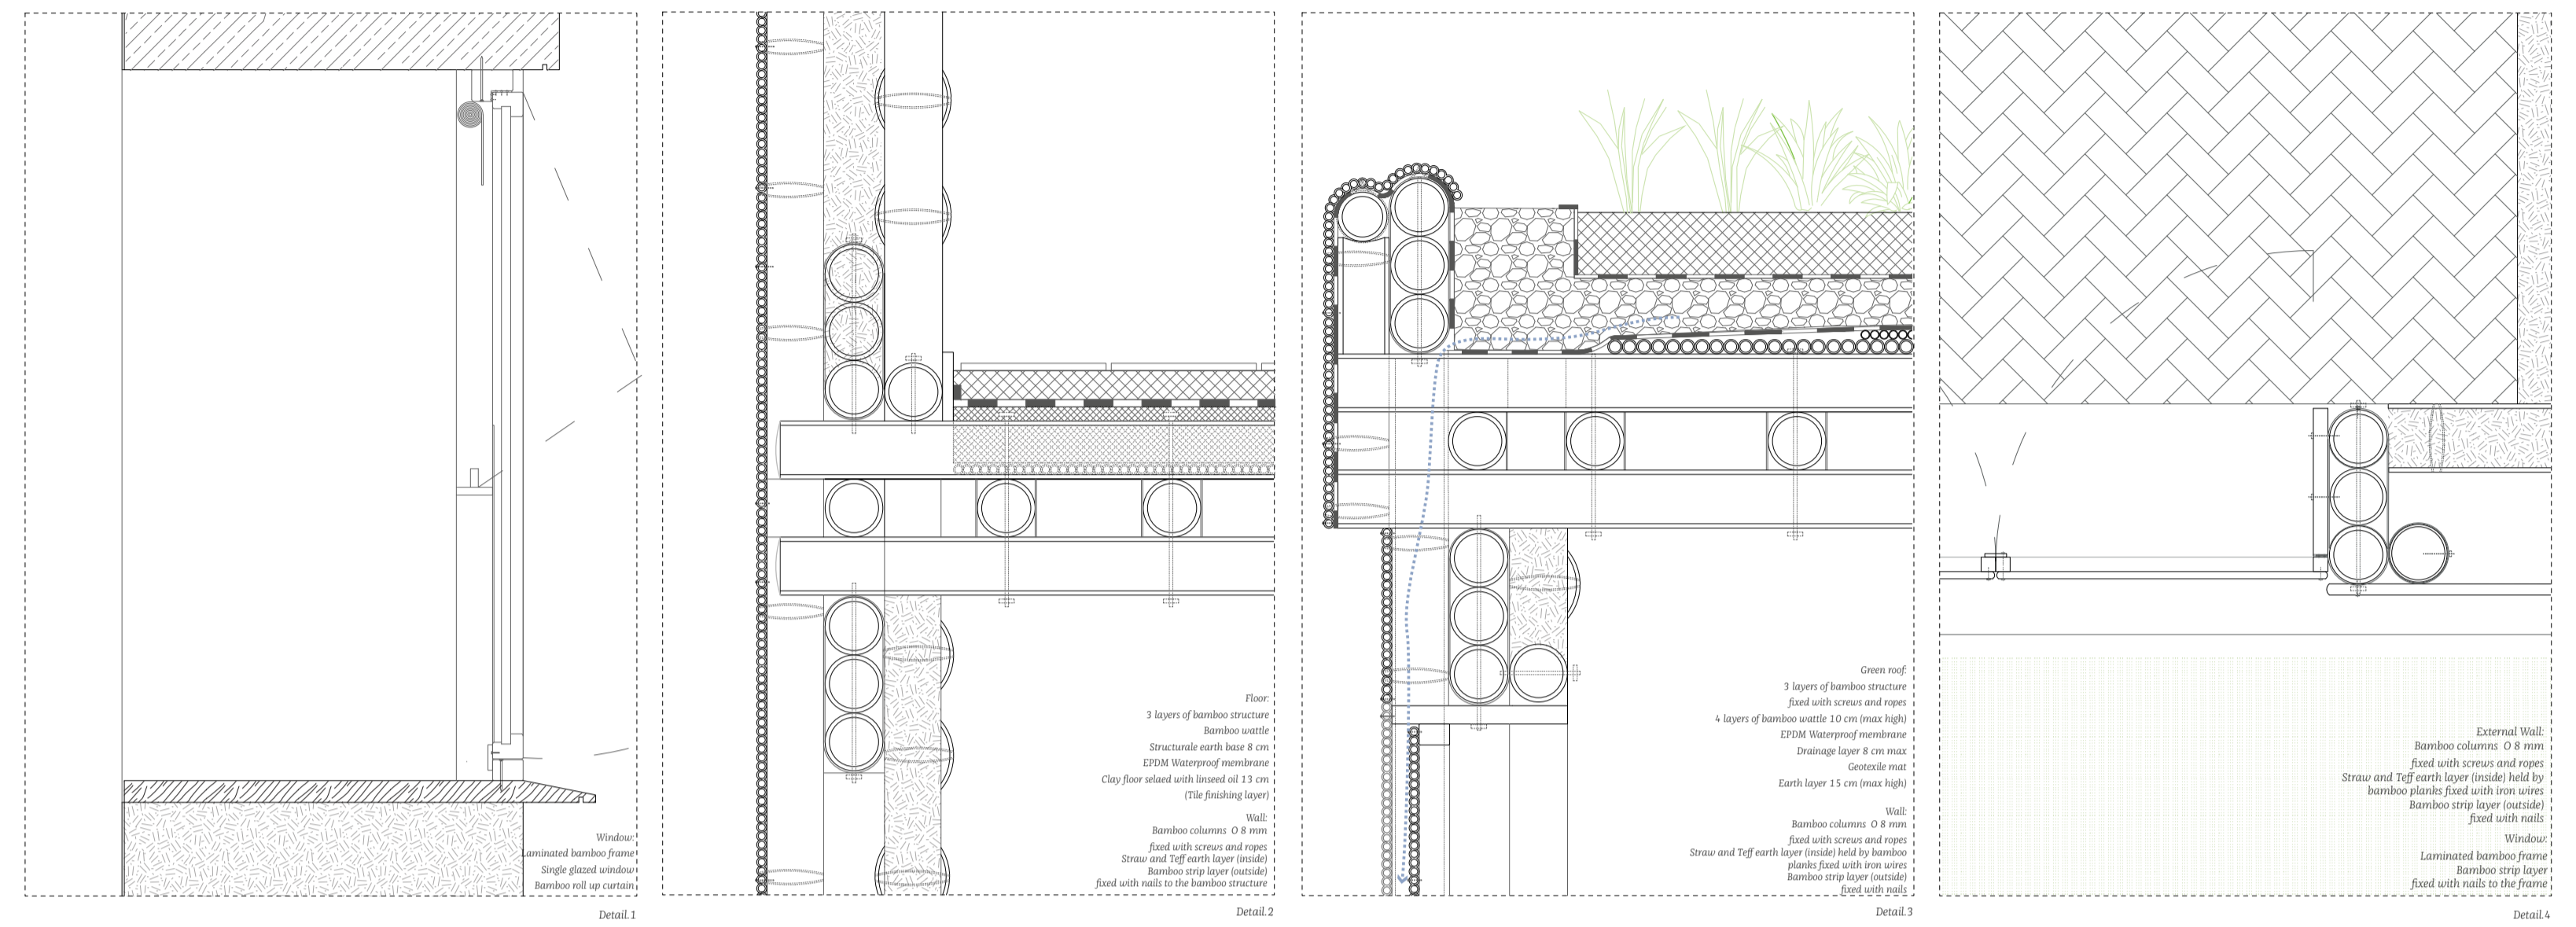 Window:
Laminated bamboo frame
Single glazed window
Bamboo roll up curtain
Detail.1
Floor:
3 layers of bamboo structure
Bamboo wattle
Structurale earth base 8 cm
EPDM Waterproof membrane
Clay floor selaed with linseed oil 13 cm
(Tile finishing layer)
Wall:
Bamboo columns O 8 mm
fixed with screws and ropes
Straw and Teff earth layer (inside)
Bamboo strip layer (outside)
fixed with nails to the bamboo structure
Detail.2
Green roof:
3 layers of bamboo structure
fixed with screws and ropes
4 layers of bamboo wattle 10 cm (max high)
EPDM Waterproof membrane
Drainage layer 8 cm max
Geotexile mat
Earth layer 15 cm (max high)
Wall:
Bamboo columns O 8 mm
fixed with screws and ropes
Straw and Teff earth layer (inside) held by bamboo
planks fixed with iron wires
Bamboo strip layer (outside)
fixed with nails
Detail.3
External Wall:
Bamboo columns O 8 mm
fixed with screws and ropes
Straw and Teff earth layer (inside) held by
bamboo planks fixed with iron wires
Bamboo strip layer (outside)
fixed with nails
Window:
Laminated bamboo frame
Bamboo strip layer
fixed with nails to the frame
Detail.4